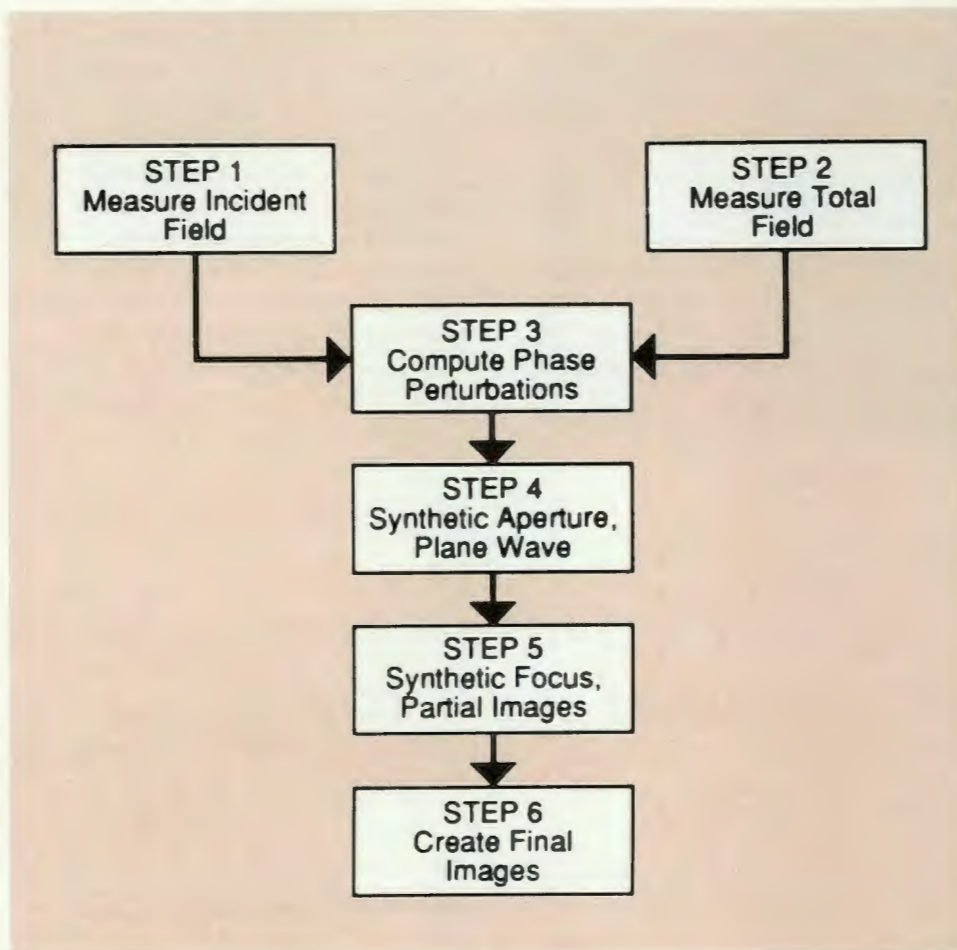 STEP 1
Measure Incident
Field
STEP 2
Measure Total
Field
STEP 3
Compute Phase
Perturbations
STEP 4
Synthetic Aperture,
Plane Wave
STEP 5
Synthetic Focus,
Partial Images
STEP 6
Create Final
Images